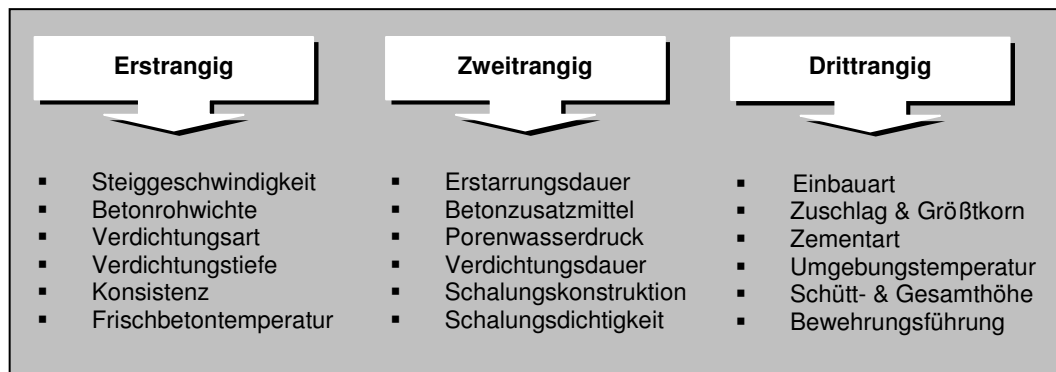 Erstrangig
Steiggeschwindigkeit
Betonrohwichte
Verdichtungsart
Verdichtungstiefe
Konsistenz
Frischbetontemperatur
Zweitrangig
Erstarrungsdauer
Betonzusatzmittel
Porenwasserdruck
Verdichtungsdauer
Schalungskonstruktion
Schalungsdichtigkeit
Drittrangig
Einbauart
Zuschlag & Größtkorn
Zementart
Umgebungstemperatur
Schütt- & Gesamthöhe
Bewehrungsführung